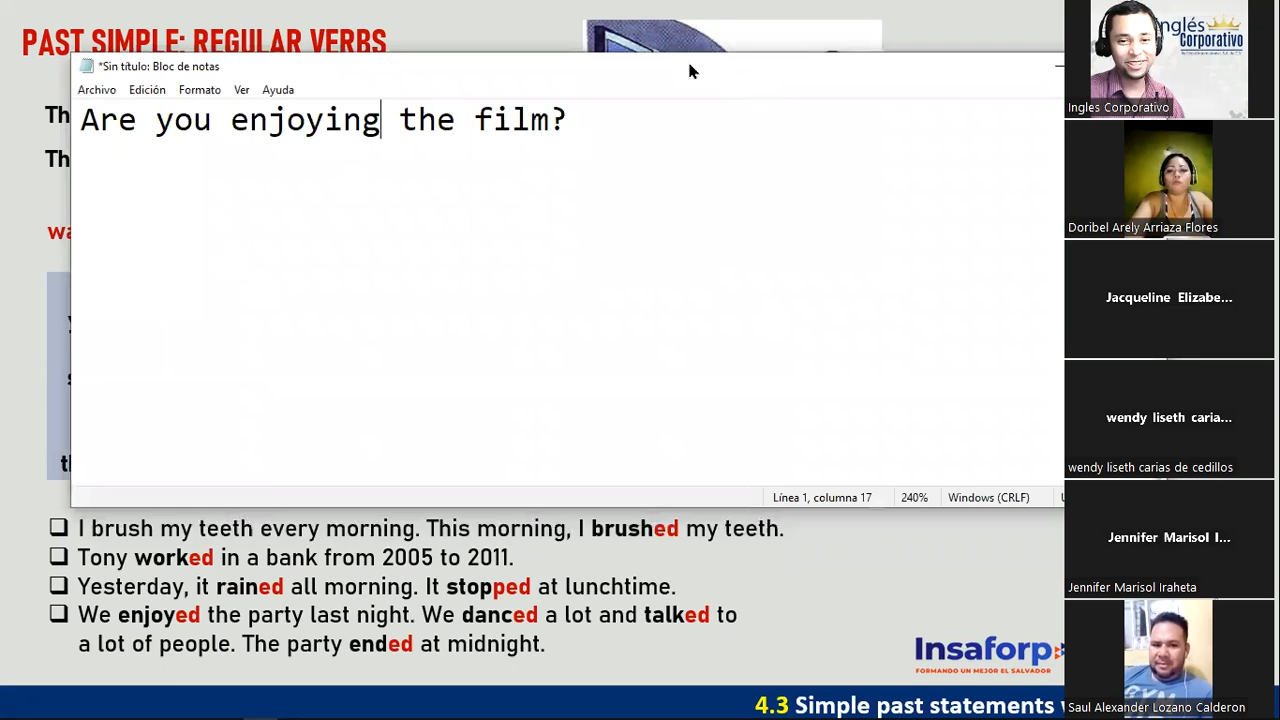 PAST SIMPLE: REGULAR VERBS
*Sin título: Bloc de notas
Archivo Edición Formato Ver Ayuda
Are you enjoying the film?
Th
Th
wa
Línea 1, columna 17 240% Windows (CRLF)
I brush my teeth every morning. This morning, I brushed my teeth.
Tony worked in a bank from 2005 to 2011.
Yesterday, it rained all morning. It stopped at lunchtime.
We enjoyed the party last night. We danced a lot and talked to
a lot of people. The party ended at midnight.
Insaforp
FORMANDO UN MEJOR EL SALVADOR
4.3 Simple past statements
Inglés
Corporativo
Ingles Corporativo
Doribel Arely Arriaza Flores
Jacqueline Elizabe...
wendy liseth caria...
wendy liseth carias de cedillos
Jennifer Marisol I...
Jennifer Marisol Iraheta
Saul Alexander Lozano Calderon